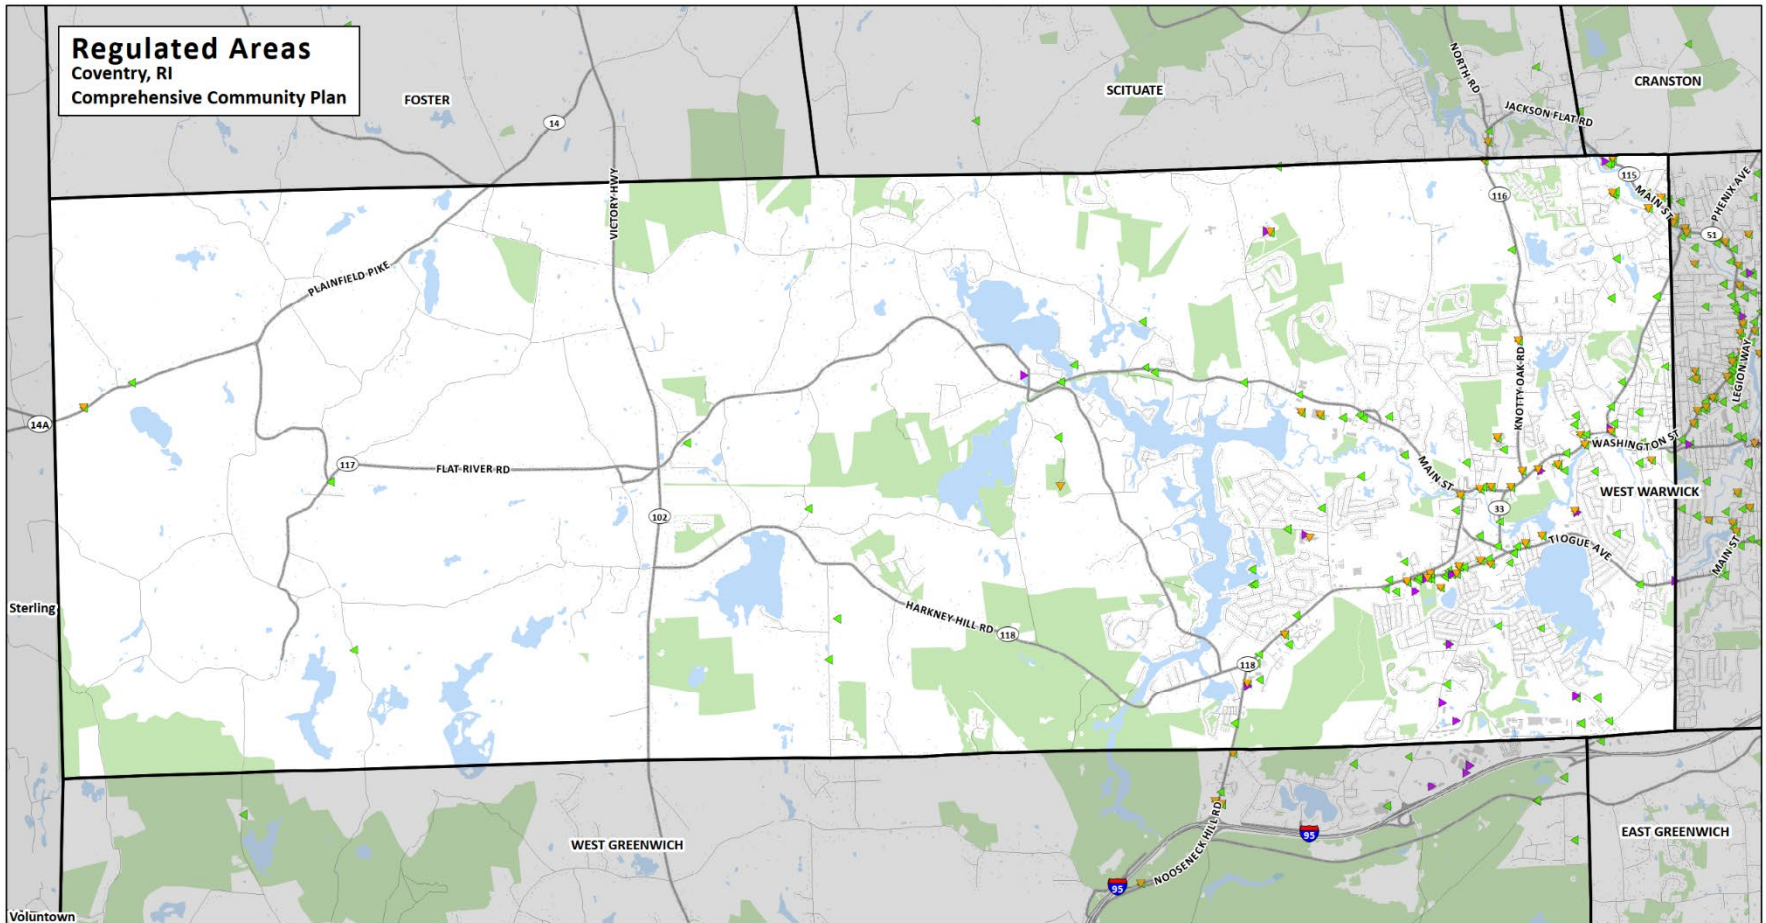 Regulated Areas
Coventry, RI
Comprehensive Community Plan
FOSTER
SCITUATE
CRANSTON
NORTH RD
JACKSON FLAT RD
14
VICTORY HWY
116
115
MAIN ST
PHENIX AVE
51
PLAINFIELD PIKE
KNOTTY OAK RD
LEGION WAY
14A
117
FLAT RIVER RD
MAIN ST
WASHINGTON ST
WEST WARWICK
102
33
TIOGUE AVE
MAIN ST
Sterling
HARKNEY HILL RD
118
118
WEST GREENWICH
NOOSENECK HILL RD
95
95
EAST GREENWICH
Voluntown